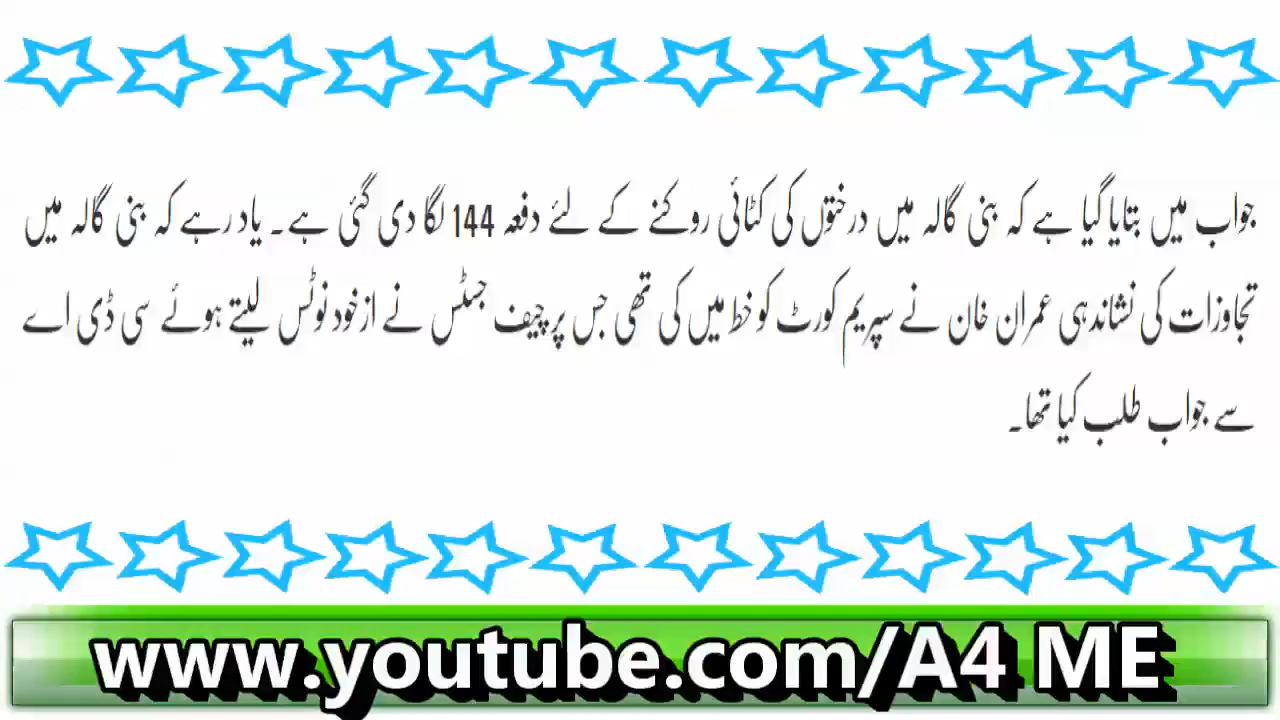 جواب میں بتایا گیا ہے کہ بنی گالہ میں درختوں کی کٹائی روکنے کے لئے دفعہ 144 لگا دی گئی ہے۔ یاد رہے کہ بنی گالہ میں
تجاوزات کی نشاندہی عمران خان نے سپریم کورٹ کو خط میں کی تھی جس پر چیف جسٹس نے ازخود نوٹس لیتے ہوئے سی ڈی اے
سے جواب طلب کیا تھا۔
www.youtube.com/A4 ME